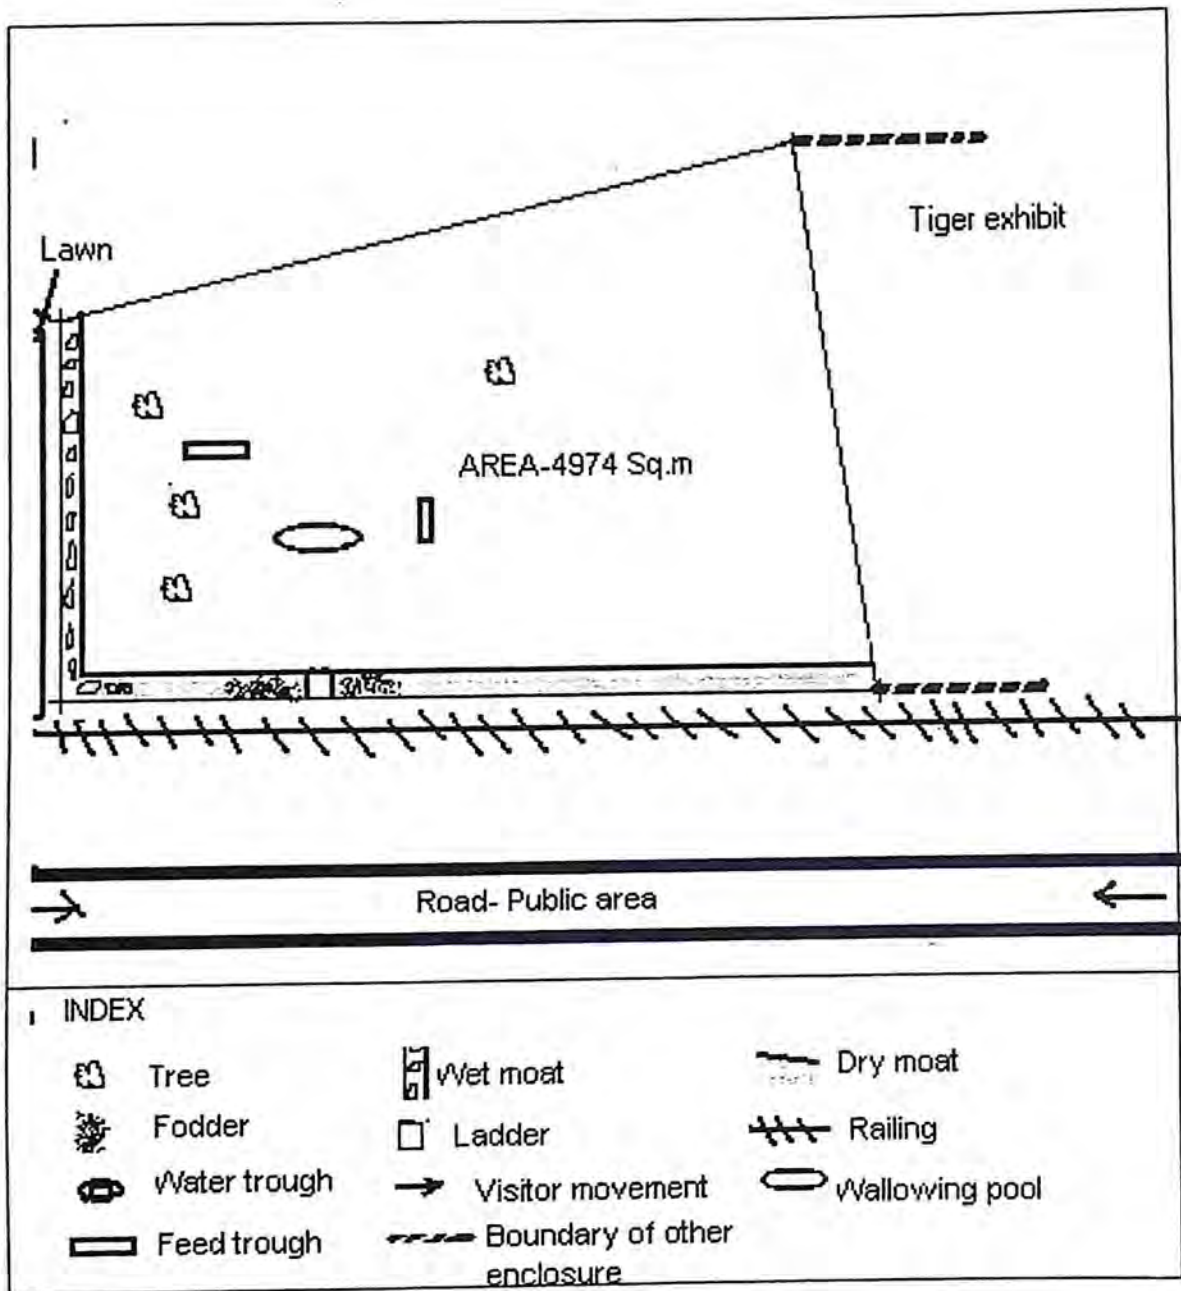 Lawn
Tiger exhibit
AREA-4974 Sq.m
Road- Public area
INDEX
Tree
Wet moat
Dry moat
Fodder
Ladder
Railing
Water trough
Visitor movement
Wallowing pool
Feed trough
Boundary of other
enclosure